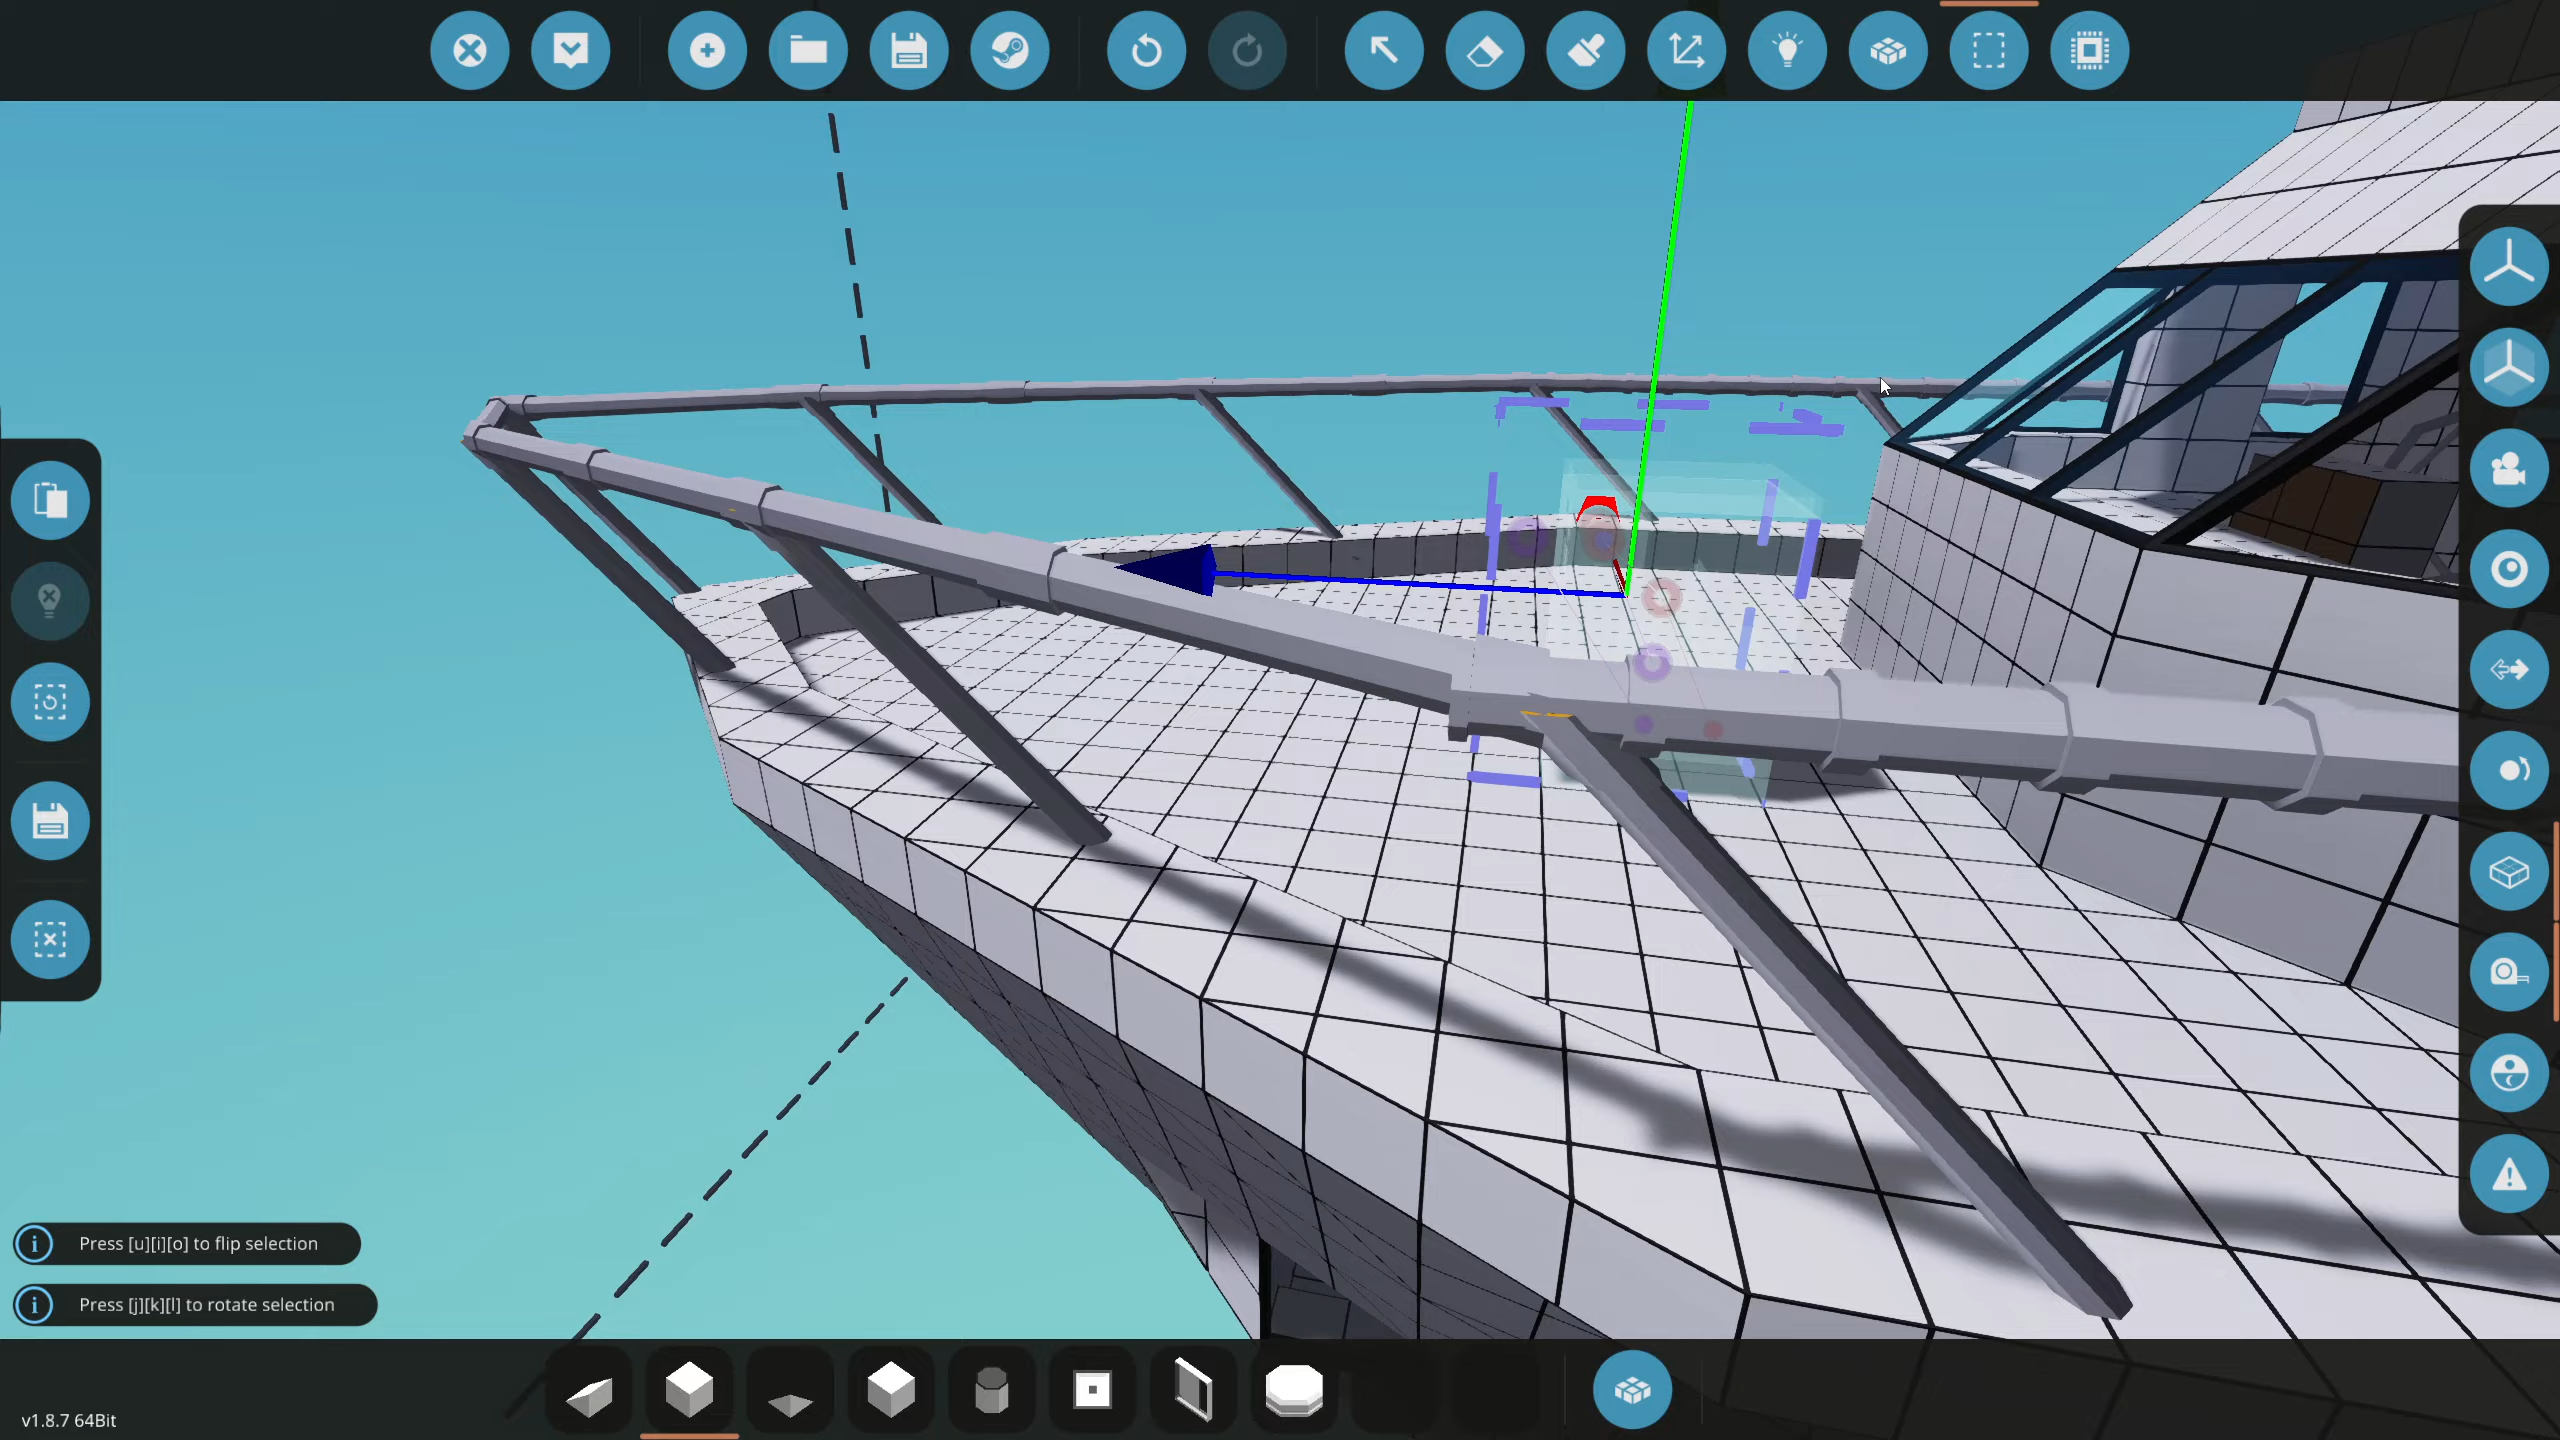 Press [u][i][o] to flip selection
Press [j][k][l] to rotate selection
v1.8.7 64Bit